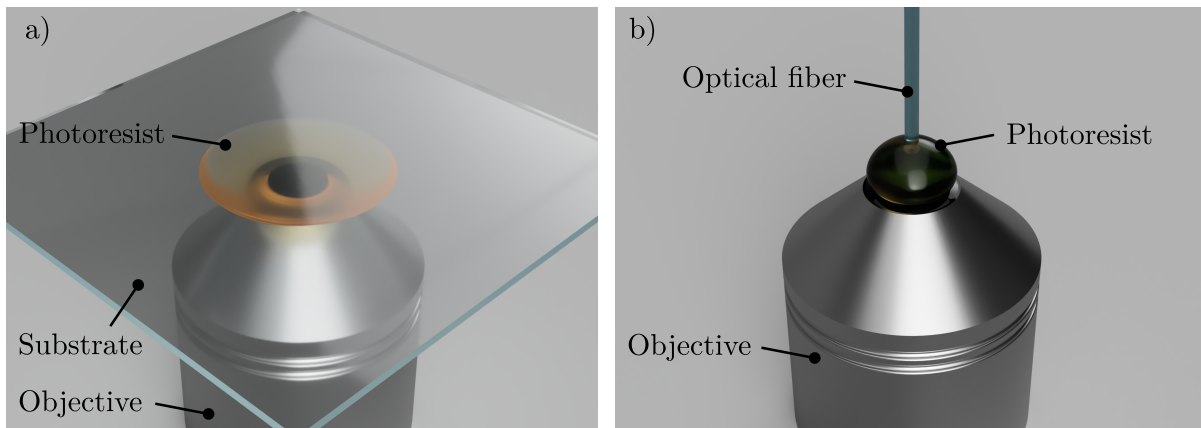 a)
Photoresist
Substrate
Objective
b)
Optical fiber
Photoresist
Objective